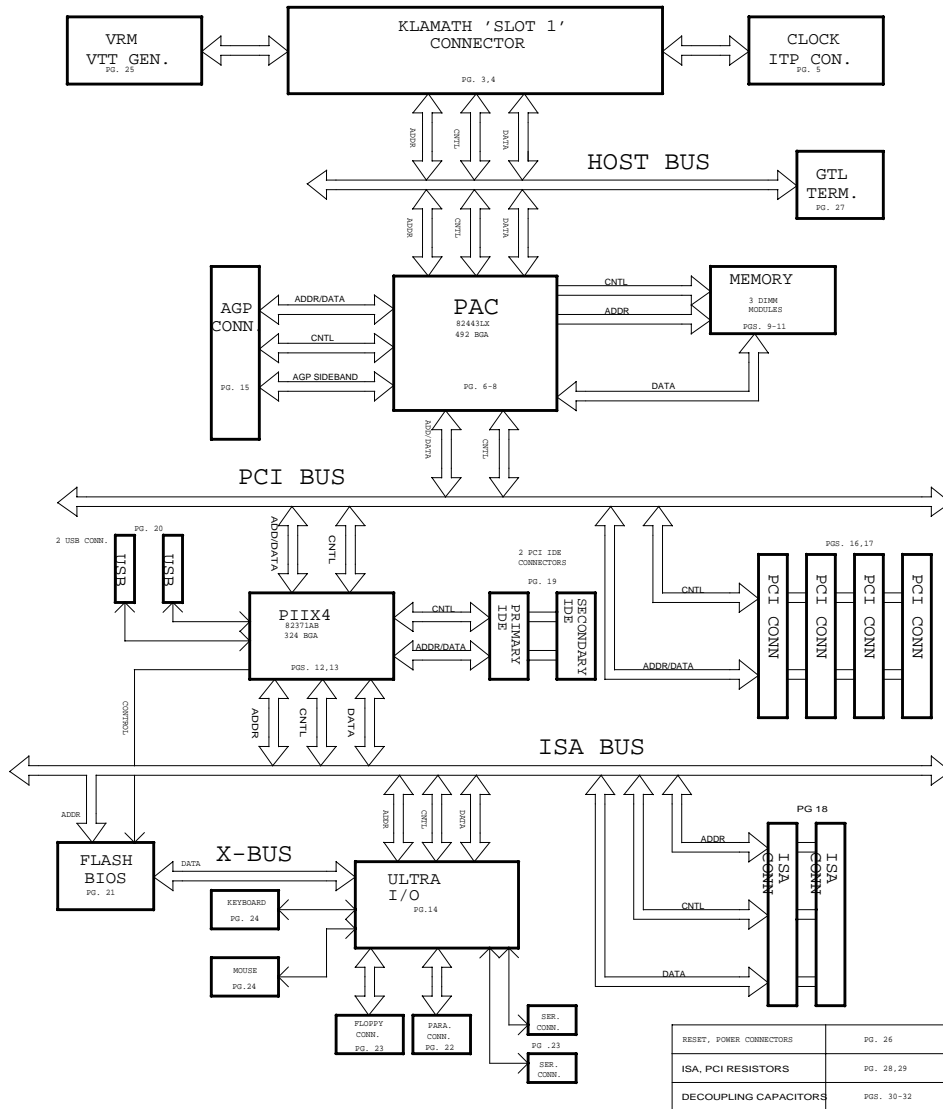 VRM
VTT GEN.
PG. 25
KLAMATH 'SLOT 1'
CONNECTOR
PG. 3,4
CLOCK
ITP CON.
PG. 5
ADDR
CNTL
DATA
HOST BUS
GTL
TERM.
PG. 27
ADDR
CNTL
DATA
AGP
CONN.
PG. 15
ADDR/DATA
CNTL
AGP SIDEBAND
PAC
82443LX
492 BGA
PG. 6-8
CNTL
ADDR
DATA
MEMORY
3 DIMM
MODULES
PGS. 9-11
ADD/DATA
CNTL
PCI BUS
2 USB CONN.
PG. 20
USB
USB
ADD/DATA
CNTL
PIIX4
82371AB
324 BGA
PGS. 12,13
CNTL
ADDR/DATA
2 PCI IDE
CONNECTORS
PG. 19
PRIMARY
IDE
SECONDARY
IDE
CNTL
ADDR/DATA
PGS. 16,17
PCI CONN
PCI CONN
PCI CONN
PCI CONN
CONTROL
ADDR
CNTL
DATA
ISA BUS
ADDR
FLASH
BIOS
PG. 21
X-BUS
DATA
ADDR
CNTL
DATA
ULTRA
I/O
PG.14
KEYBOARD
PG. 24
MOUSE
PG.24
FLOPPY
CONN.
PG. 23
PARA.
CONN.
PG. 22
SER.
CONN.
PG .23
SER.
CONN.
PG 18
ADDR
CNTL
DATA
ISA
CONN
ISA
CONN
RESET, POWER CONNECTORS PG. 26
ISA, PCI RESISTORS PG. 28,29
DECOUPLING CAPACITORS PGS. 30-32